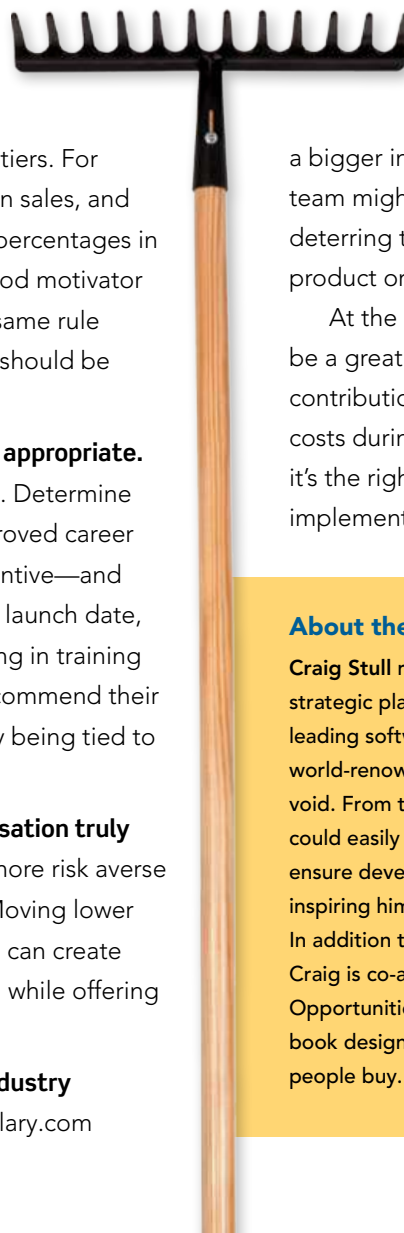 tiers. For
n sales, and
percentages in
od motivator
same rule
should be
appropriate.
. Determine
roved career
ntive—and
launch date,
ng in training
commend their
y being tied to
sation truly
more risk averse
Moving lower
can create
while offering
dustry
lary.com
a bigger in
team migh
deterring t
product or
At the
be a great
contributio
costs durin
it's the righ
implement
About the
Craig Stull
strategic pla
leading softw
world-renow
void. From t
could easily
ensure deve
inspiring him
In addition t
Craig is co-a
Opportunitie
book design
people buy.